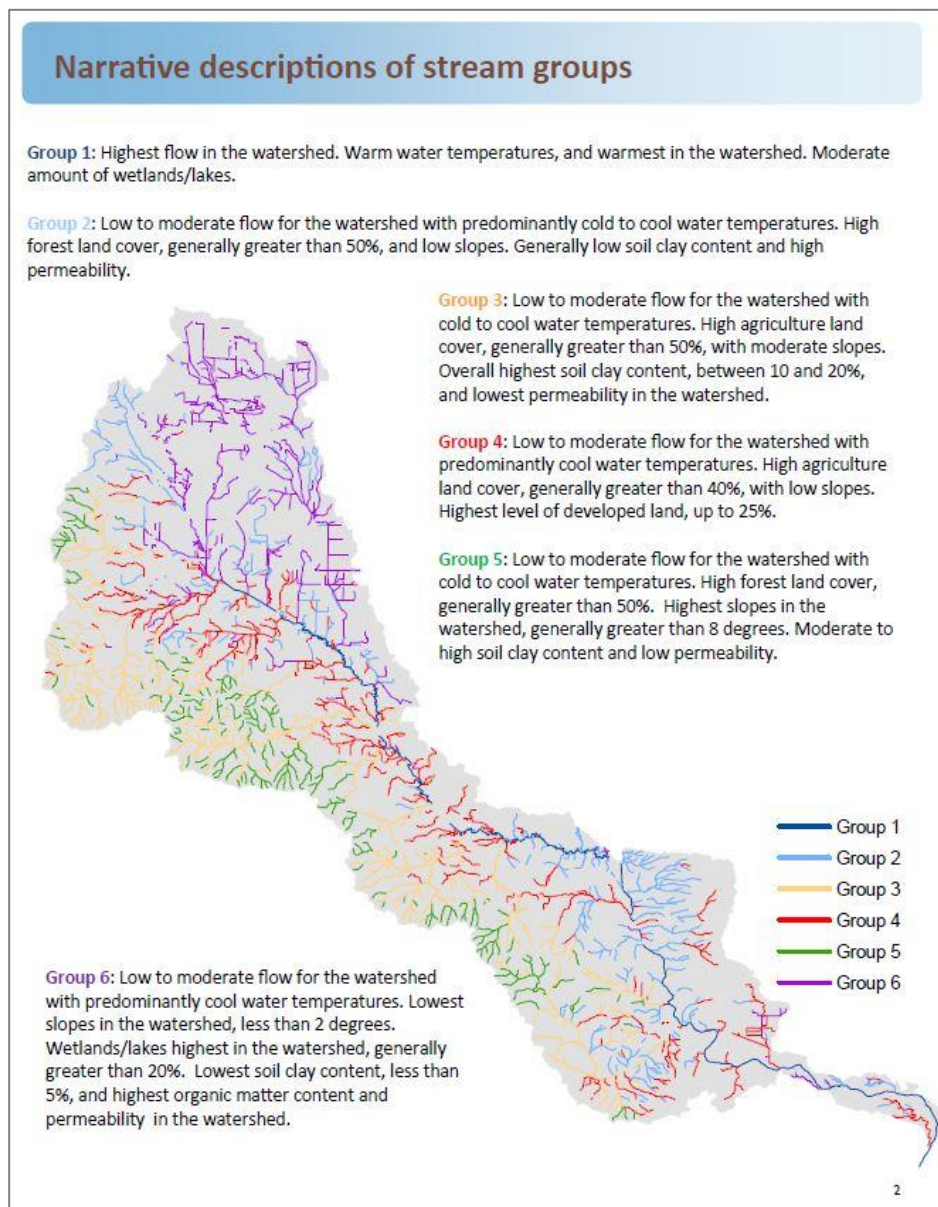 Narrative descriptions of stream groups
Group 1: Highest flow in the watershed. Warm water temperatures, and warmest in the watershed. Moderate
amount of wetlands/lakes.
Group 2: Low to moderate flow for the watershed with predominantly cold to cool water temperatures. High
forest land cover, generally greater than 50%, and low slopes. Generally low soil clay content and high
permeability.
Group 3: Low to moderate flow for the watershed with
cold to cool water temperatures. High agriculture land
cover, generally greater than 50%, with moderate slopes.
Overall highest soil clay content, between 10 and 20%,
and lowest permeability in the watershed.
Group 4: Low to moderate flow for the watershed with
predominantly cool water temperatures. High agriculture
land cover, generally greater than 40%, with low slopes.
Highest level of developed land, up to 25%.
Group 5: Low to moderate flow for the watershed with
cold to cool water temperatures. High forest land cover,
generally greater than 50%. Highest slopes in the
watershed, generally greater than 8 degrees. Moderate to
high soil clay content and low permeability.
Group 1
Group 2
Group 3
Group 4
Group 5
Group 6
Group 6: Low to moderate flow for the watershed
with predominantly cool water temperatures. Lowest
slopes in the watershed, less than 2 degrees.
Wetlands/lakes highest in the watershed, generally
greater than 20%. Lowest soil clay content, less than
5%, and highest organic matter content and
permeability in the watershed.
2